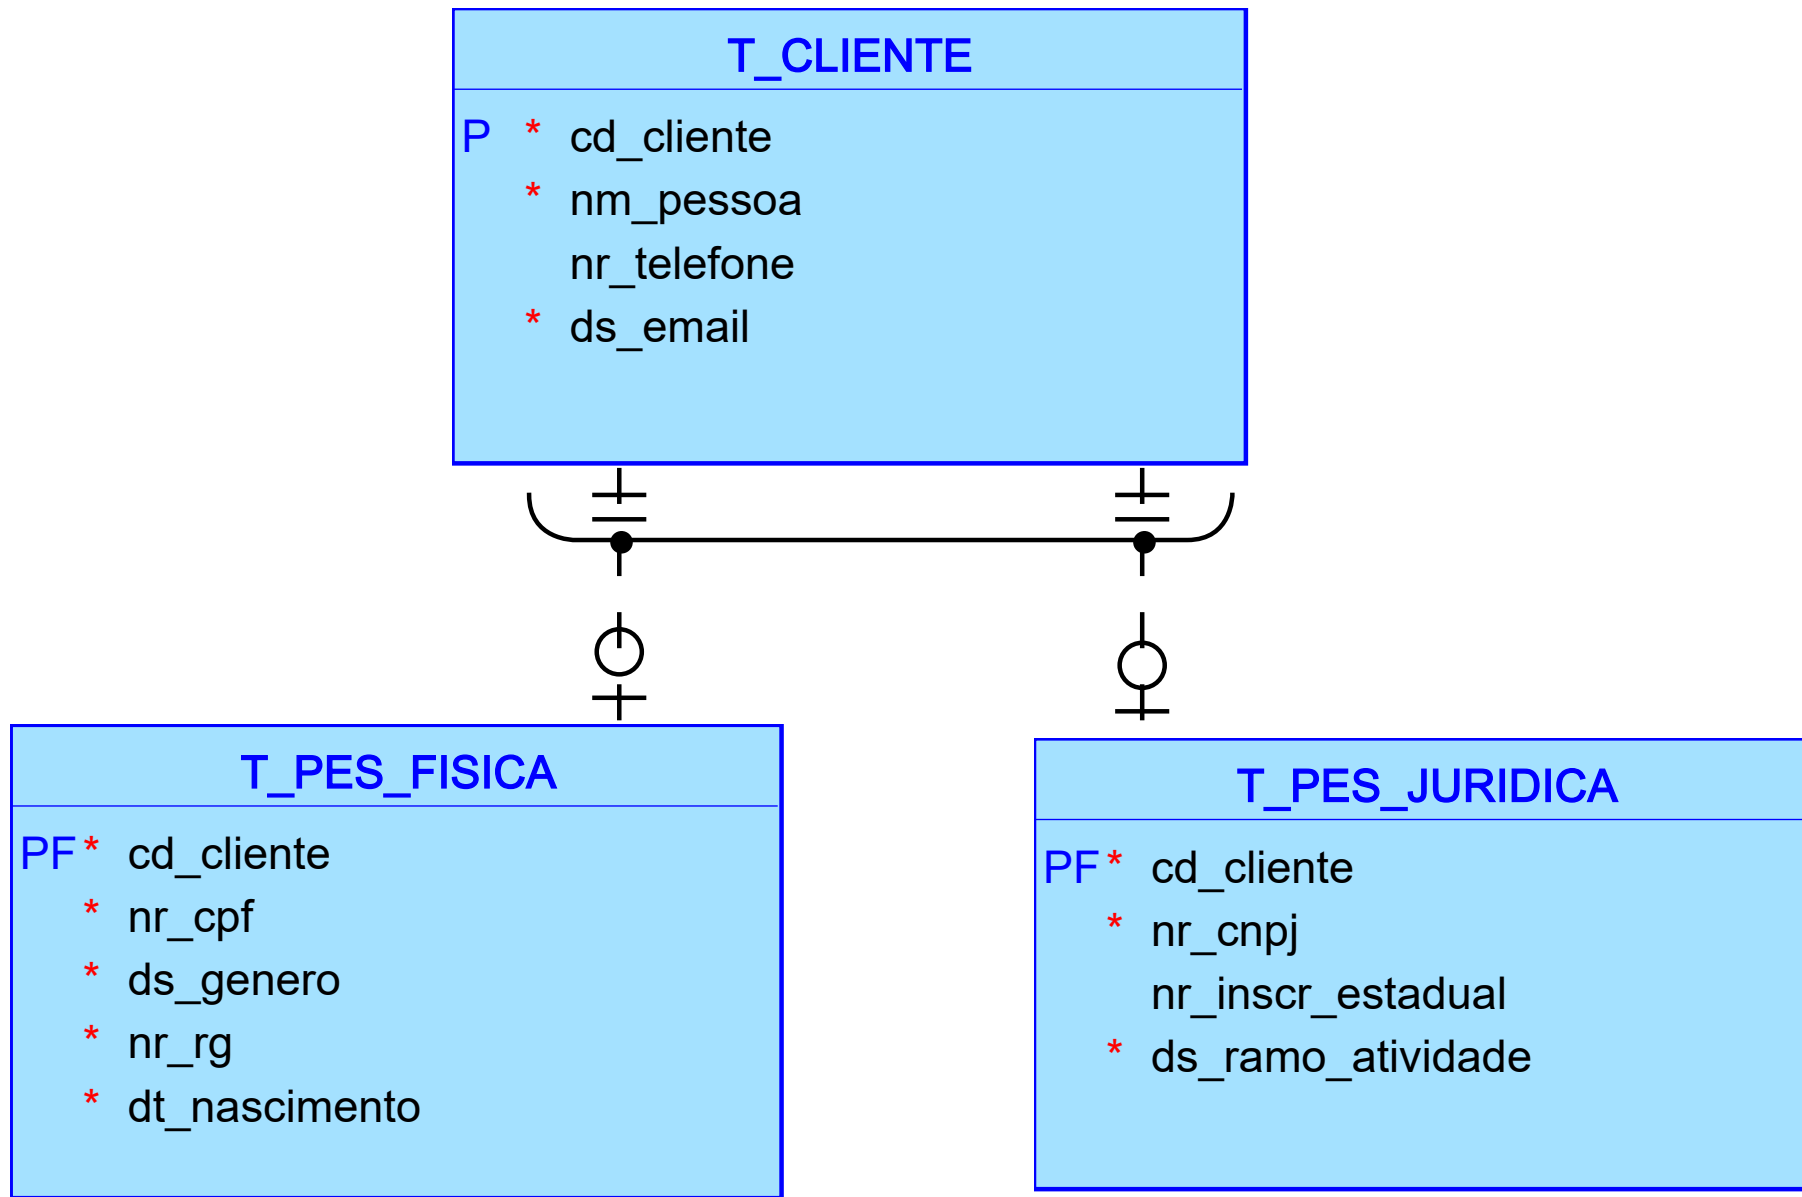 T_CLIENTE
P * cd_cliente
* nm_pessoa
nr_telefone
* ds_email
T_PES_FISICA
PF * cd_cliente
* nr_cpf
* ds_genero
* nr_rg
* dt_nascimento
T_PES_JURIDICA
PF * cd_cliente
* nr_cnpj
nr_inscr_estadual
* ds_ramo_atividade